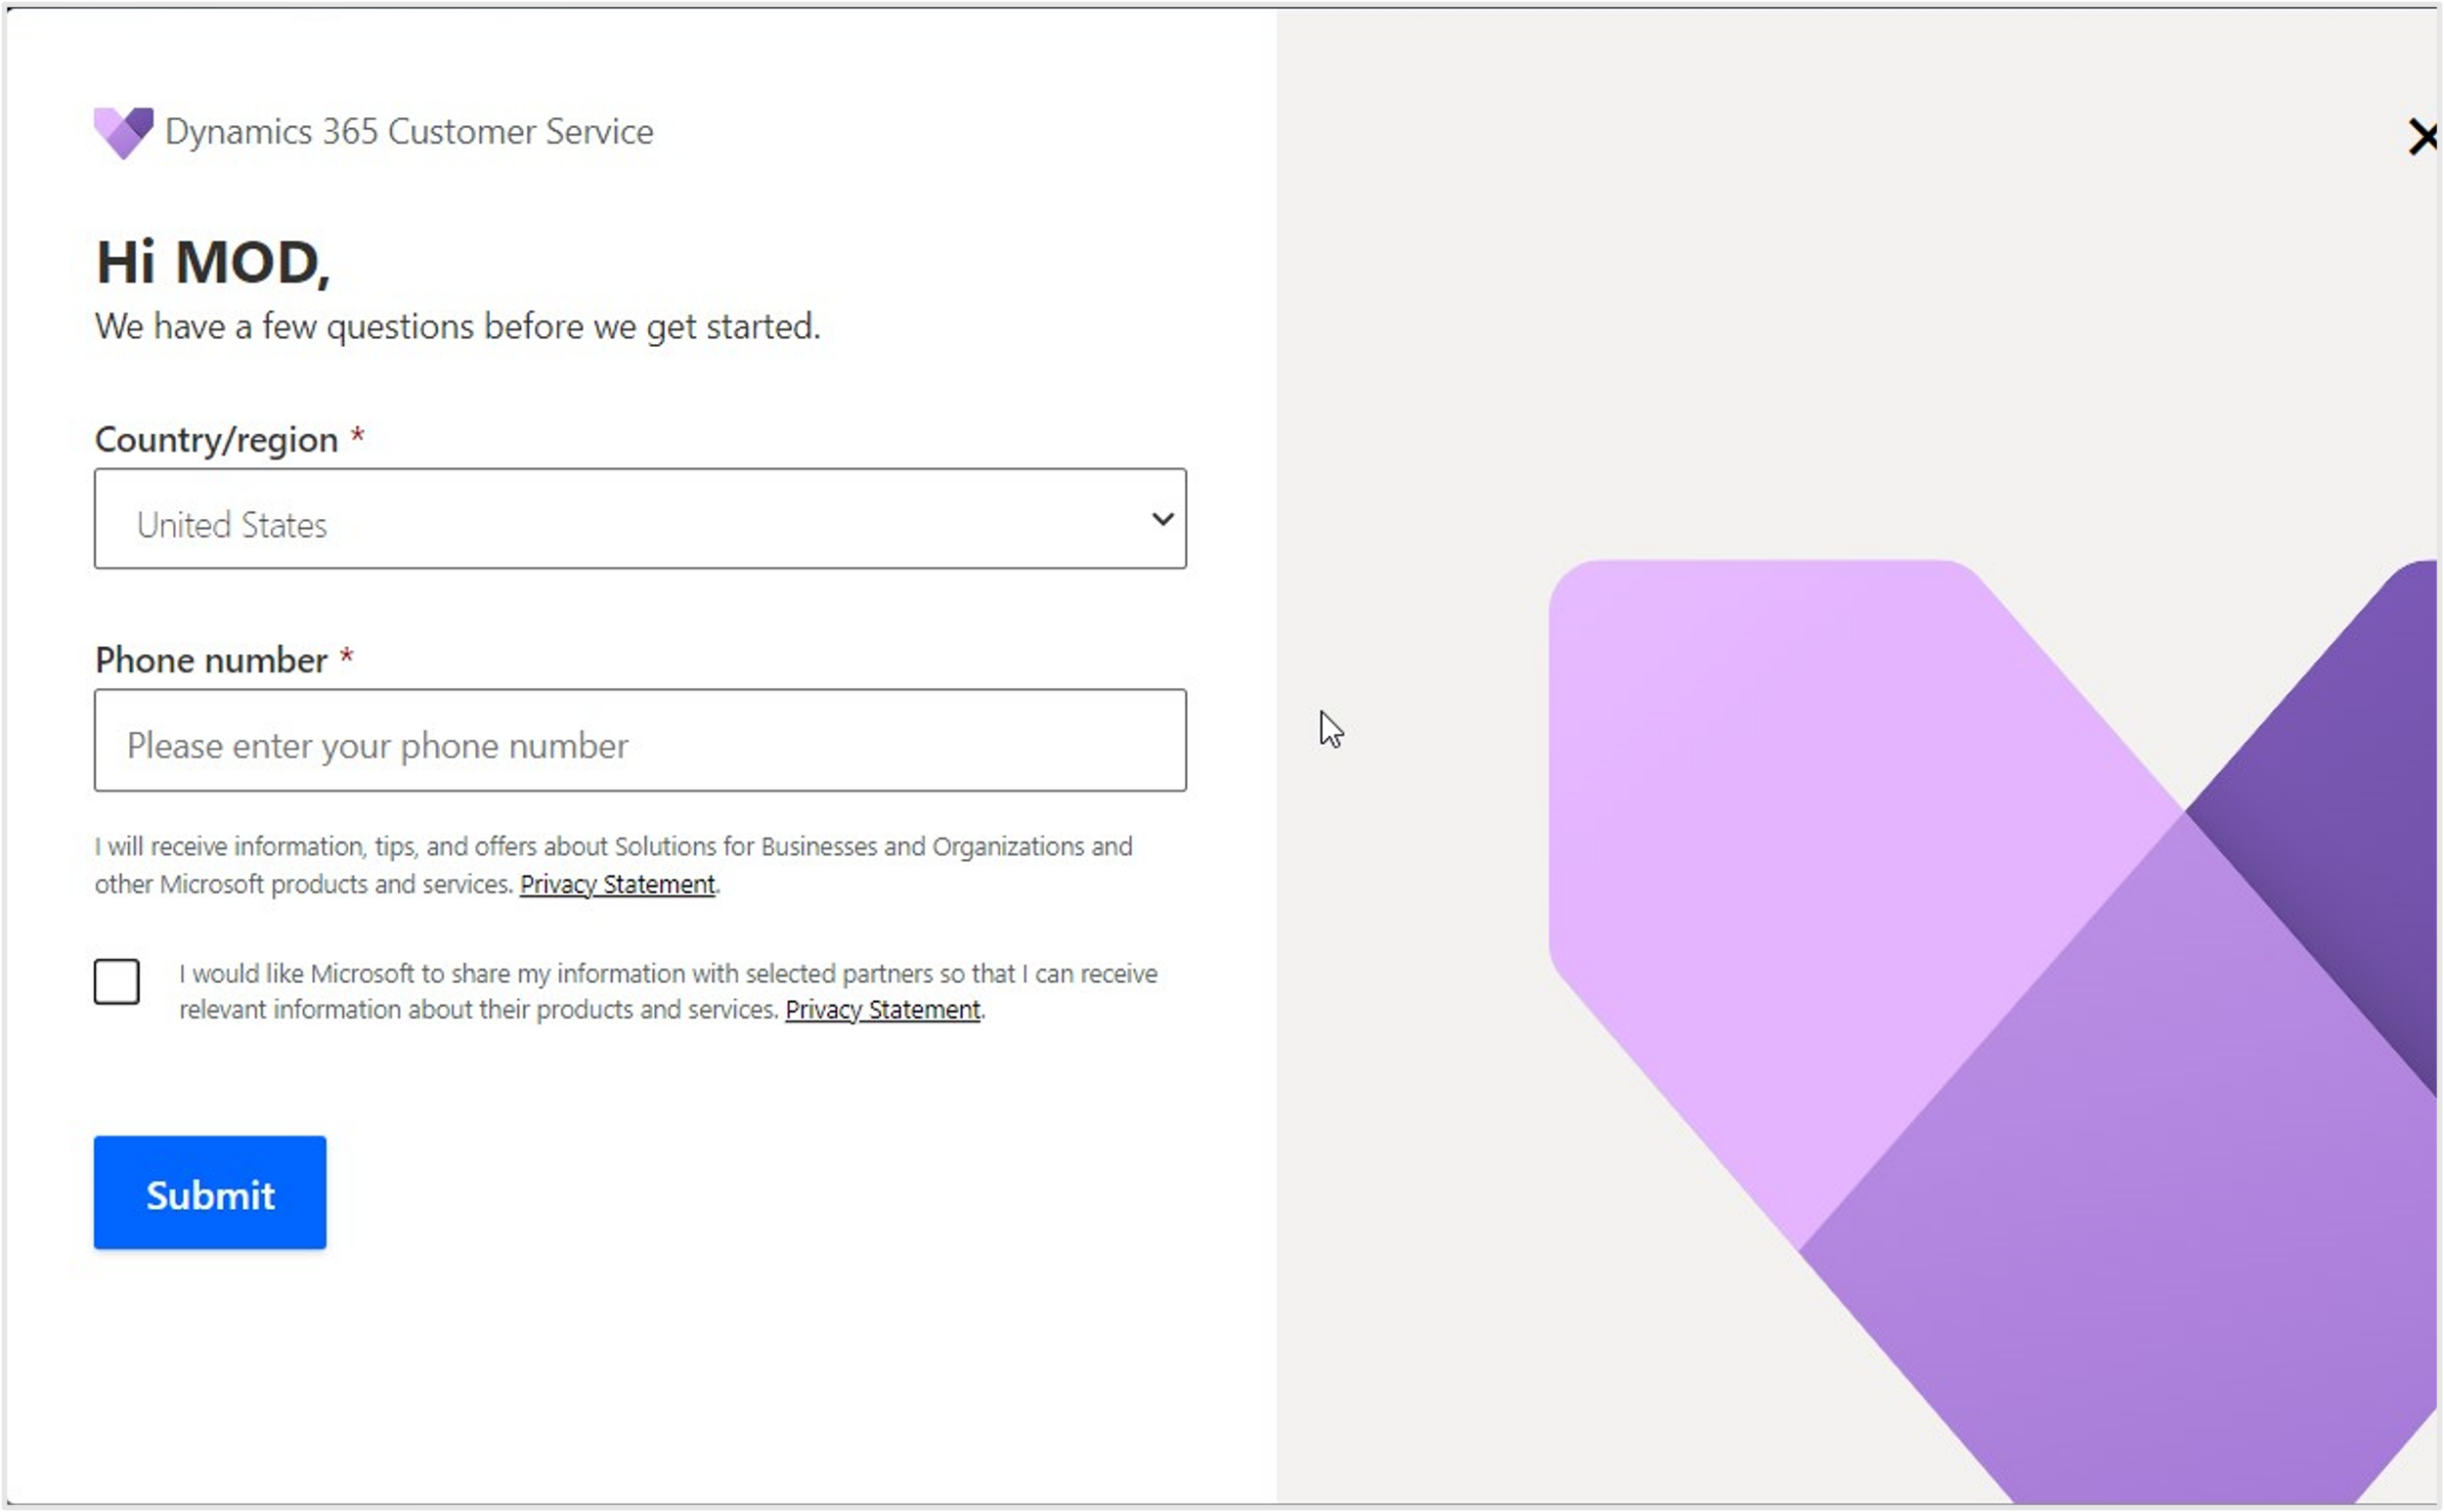 Dynamics 365 Customer Service
Hi MOD,
We have a few questions before we get started.
Country/region *
United States
Phone number *
Please enter your phone number
I will receive information, tips, and offers about Solutions for Businesses and Organizations and
other Microsoft products and services. Privacy Statement.
I would like Microsoft to share my information with selected partners so that I can receive
relevant information about their products and services. Privacy Statement.
Submit